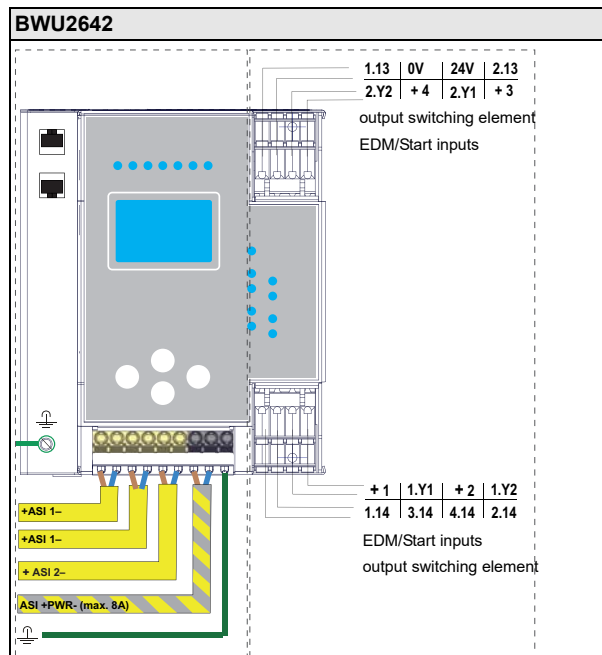 BWU2642
1.13 0V 24V 2.13
2.Y2 + 4 2.Y1 + 3
output switching element
EDM/Start inputs
+ 1 1.Y1 + 2 1.Y2
1.14 3.14 4.14 2.14
EDM/Start inputs
output switching element
+ASI 1–
+ASI 1–
+ ASI 2–
ASI +PWR- (max. 8A)